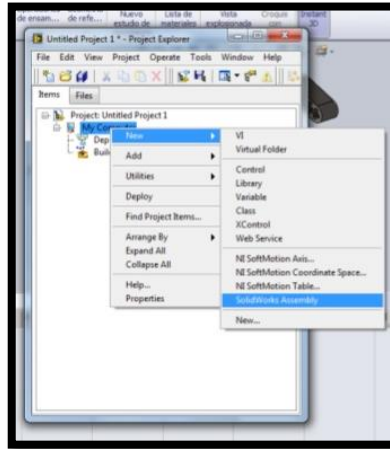 de ensam... de refe...
Nuevo estudio de
Lista de materiales
Vista explosionada
Croquis con
Instant 3D
Untitled Project 1 * - Project Explorer
File Edit View Project Operate Tools Window Help
Items Files
Project: Untitled Project 1
My Computer
Dep
Buil
New
Add
Utilities
Deploy
Find Project Items...
Arrange By
Expand All
Collapse All
Help...
Properties
VI
Virtual Folder
Control
Library
Variable
Class
XControl
Web Service
NI SoftMotion Axis...
NI SoftMotion Coordinate Space...
NI SoftMotion Table...
SolidWorks Assembly
New...